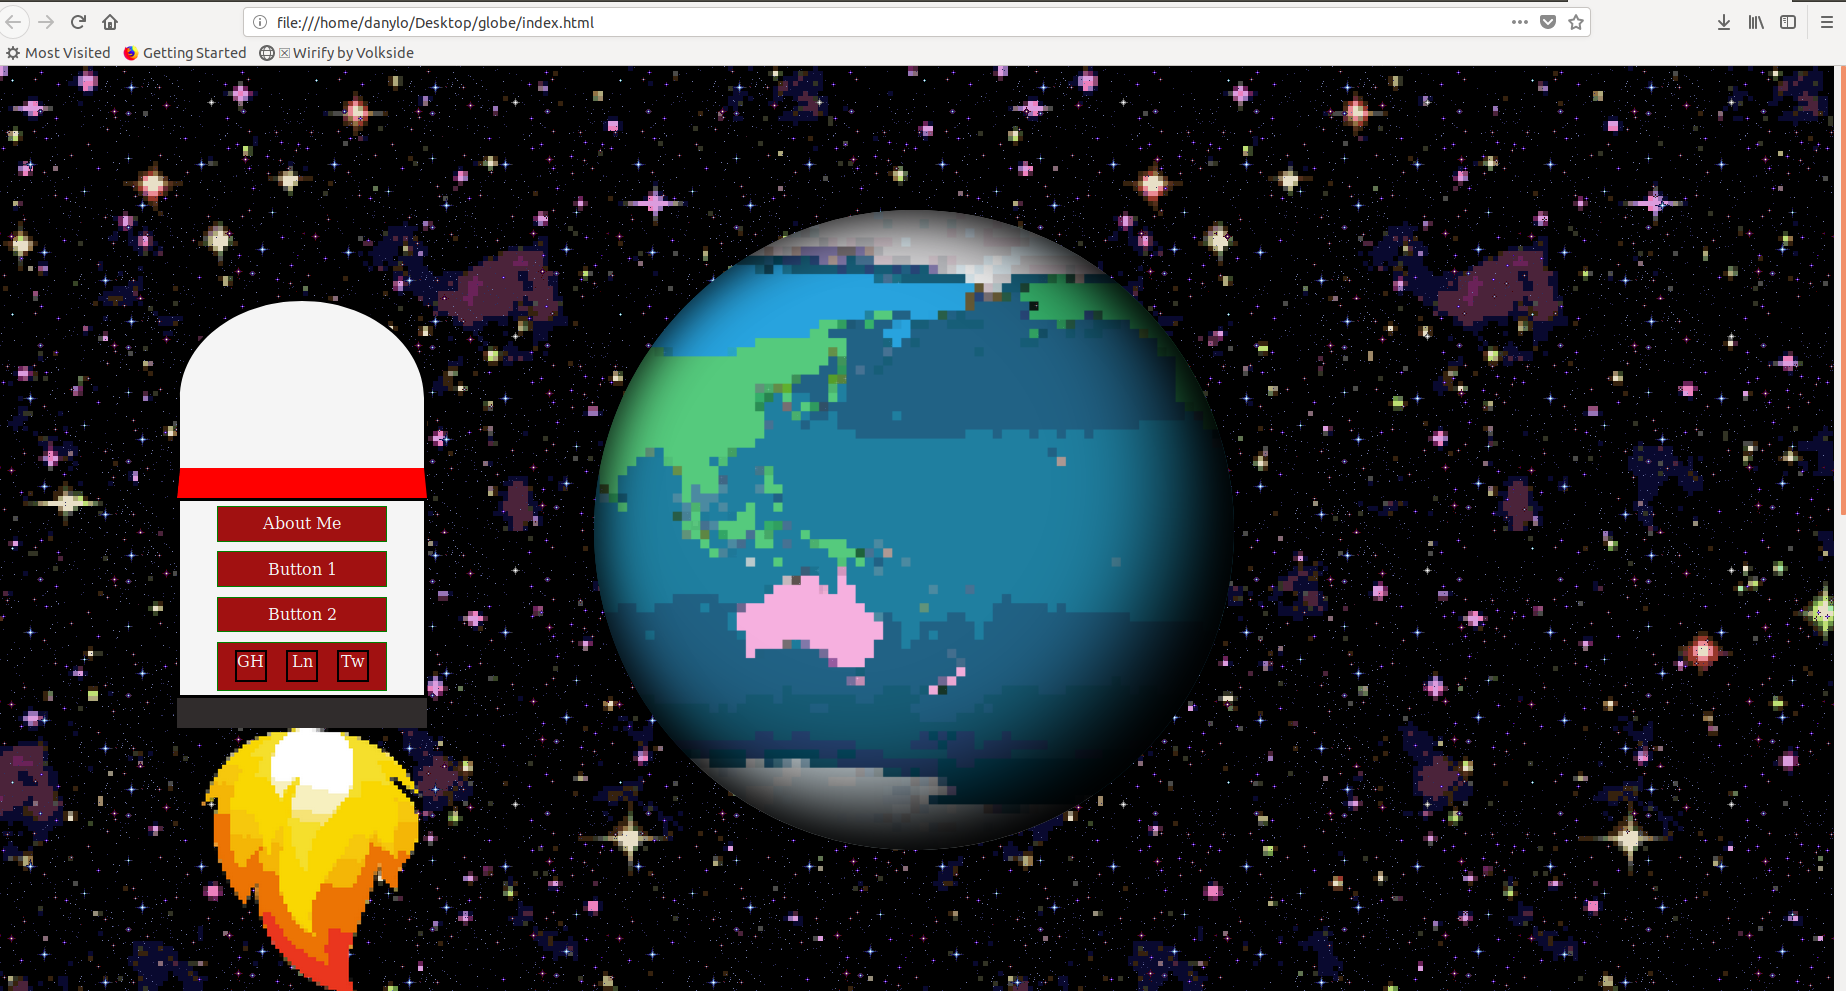 file:///home/danylo/Desktop/globe/index.html
Most Visited Getting Started Wirify by Volkside
About Me
Button 1
Button 2
GH Ln Tw